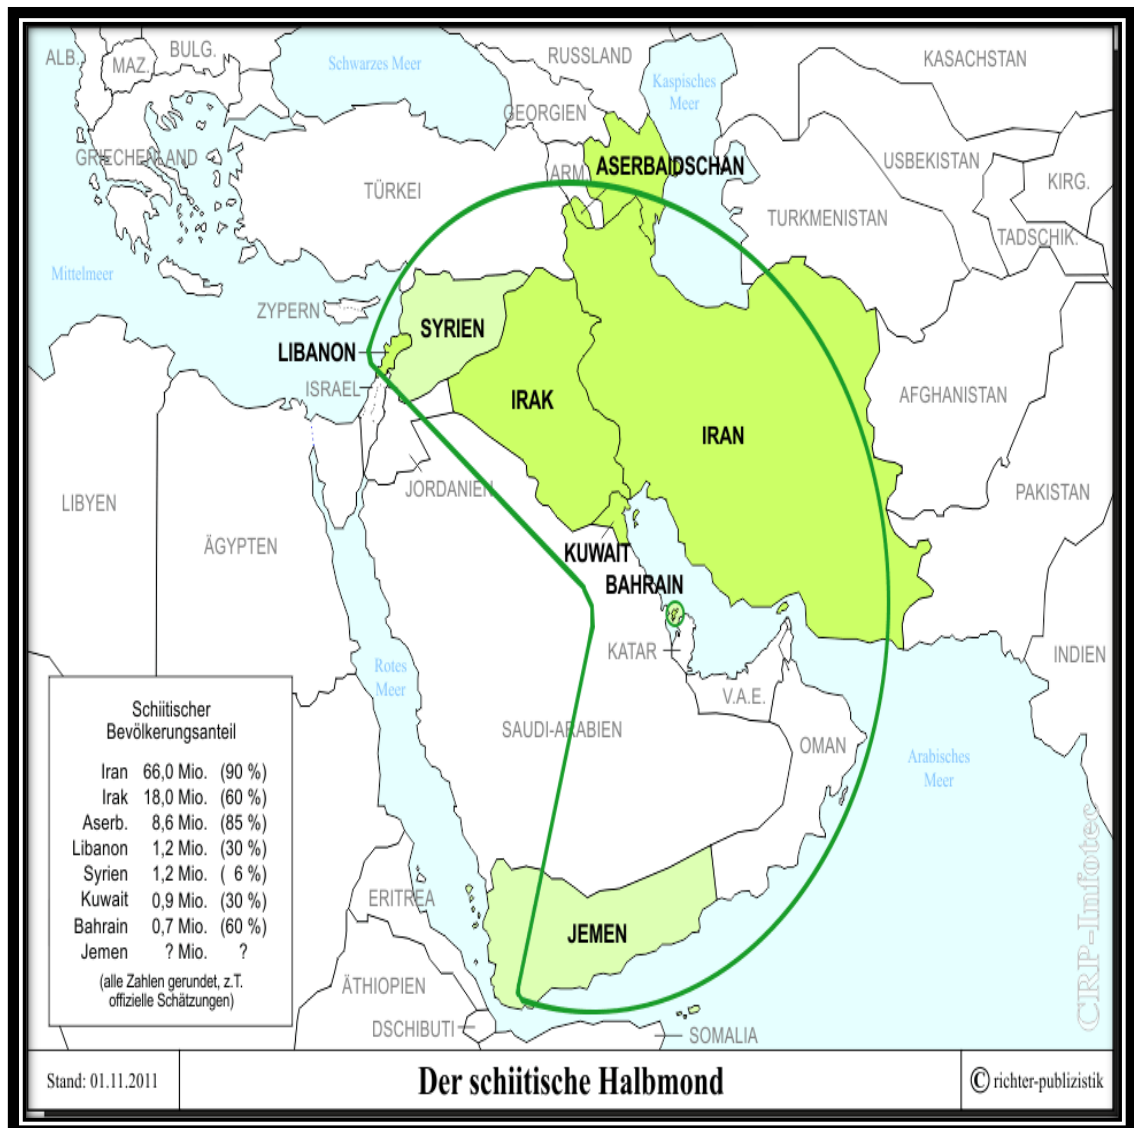 ALB.
MAZ.
BULG.
Schwarzes Meer
RUSSLAND
Kaspisches
Meer
KASACHSTAN
GEORGIEN
GRIECHENLAND
TÜRKEI
ARM.
ASERBAIDSCHAN
USBEKISTAN
KIRG.
TURKMENISTAN
TADSCHIK.
Mittelmeer
ZYPERN
SYRIEN
LIBANON
ISRAEL
IRAK
IRAN
AFGHANISTAN
JORDANIEN
PAKISTAN
LIBYEN
ÄGYPTEN
KUWAIT
BAHRAIN
KATAR
INDIEN
Rotes
Meer
V.A.E.
SAUDI-ARABIEN
OMAN
Arabisches
Meer
Schiitischer
Bevölkerungsanteil
Iran 66,0 Mio. (90 %)
Irak 18,0 Mio. (60 %)
Aserb. 8,6 Mio. (85 %)
Libanon 1,2 Mio. (30 %)
Syrien 1,2 Mio. ( 6 %)
Kuwait 0,9 Mio. (30 %)
Bahrain 0,7 Mio. (60 %)
Jemen ? Mio. ?
(alle Zahlen gerundet, z.T.
offizielle Schätzungen)
ERITREA
JEMEN
ÄTHIOPIEN
DSCHIBUTI
SOMALIA
CRP-Infotec
Stand: 01.11.2011
Der schiitische Halbmond
© richter-publizistik